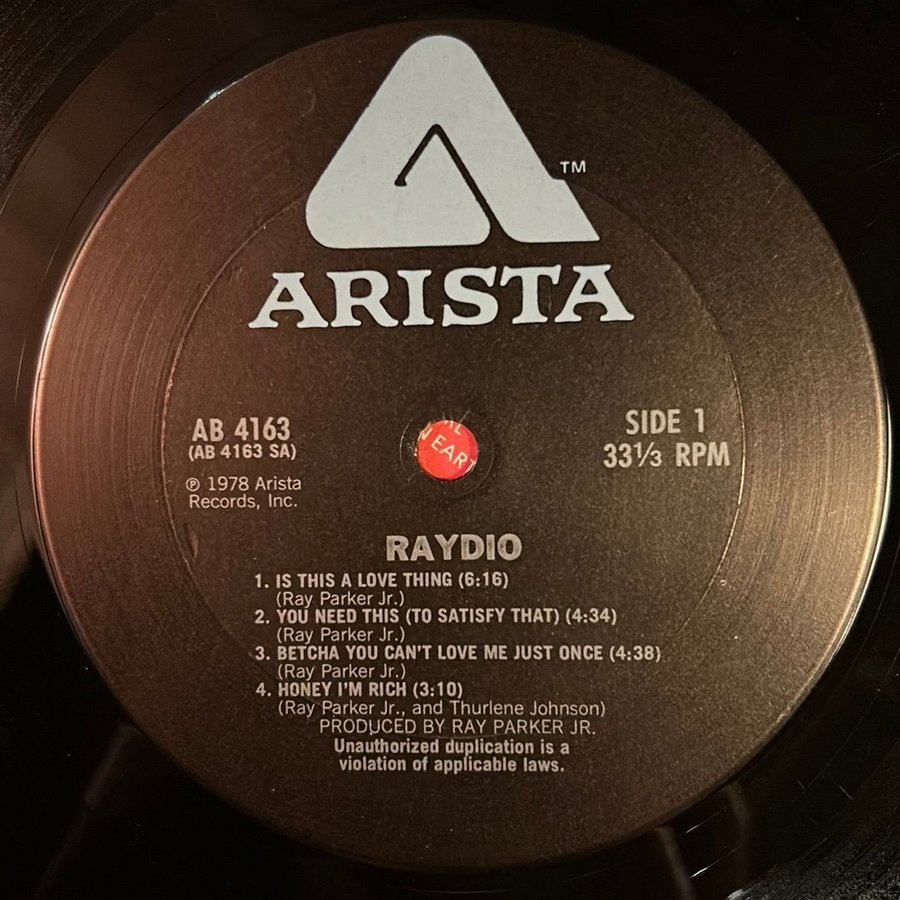 TM
ARISTA
AB 4163
(AB 4163 SA)
℗ 1978 Arista
Records, Inc.
SIDE 1
33⅓ RPM
EART
RAYDIO
1. IS THIS A LOVE THING (6:16)
(Ray Parker Jr.)
2. YOU NEED THIS (TO SATISFY THAT) (4:34)
(Ray Parker Jr.)
3. BETCHA YOU CAN'T LOVE ME JUST ONCE (4:38)
(Ray Parker Jr.)
4. HONEY I'M RICH (3:10)
(Ray Parker Jr., and Thurlene Johnson)
PRODUCED BY RAY PARKER JR.
Unauthorized duplication is a
violation of applicable laws.